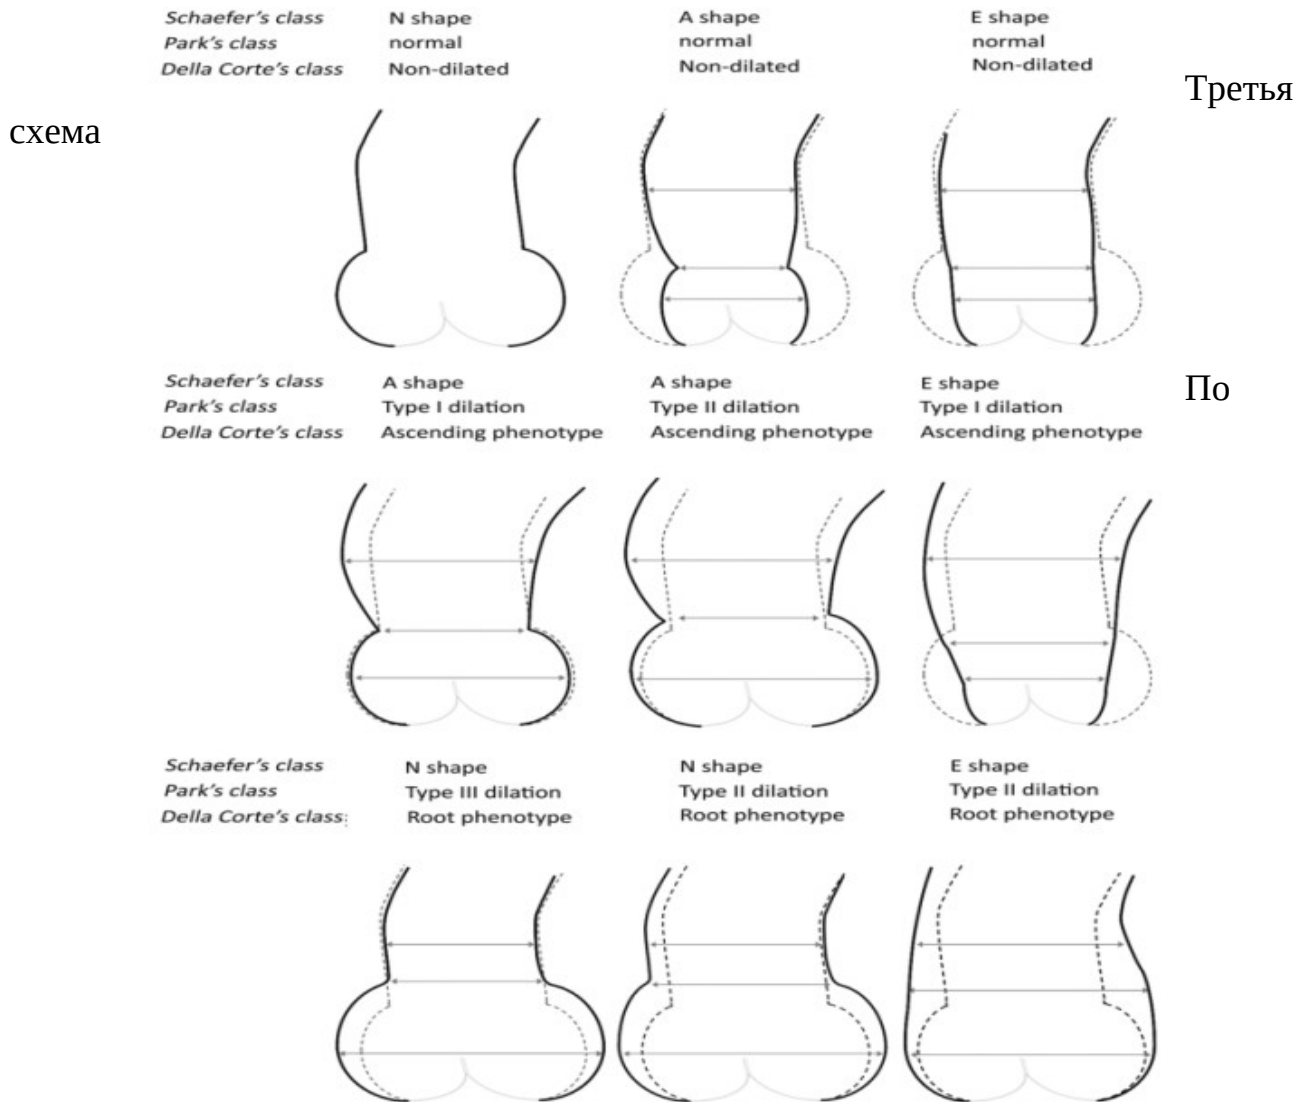 Schaefer's class N shape A shape E shape
Park's class normal normal normal
Della Corte's class Non-dilated Non-dilated Non-dilated
Третья
схема
Schaefer's class A shape A shape E shape
По
Park's class Type I dilation Type II dilation Type I dilation
Della Corte's class Ascending phenotype Ascending phenotype Ascending phenotype
Schaefer's class N shape N shape E shape
Park's class Type III dilation Type II dilation Type II dilation
Della Corte's class: Root phenotype Root phenotype Root phenotype